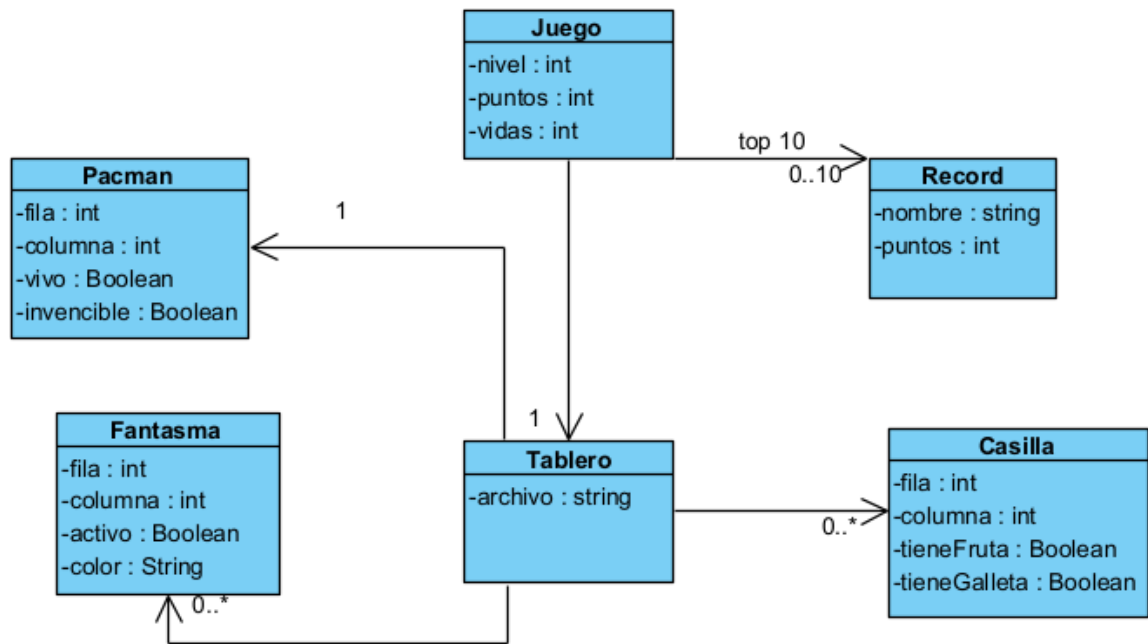 Juego
-nivel : int
-puntos : int
-vidas : int
top 10
0..10
Record
-nombre : string
-puntos : int
Pacman
-fila : int
-columna : int
-vivo : Boolean
-invencible : Boolean
1
Fantasma
-fila : int
-columna : int
-activo : Boolean
-color : String
0..*
1
Tablero
-archivo : string
0..*
Casilla
-fila : int
-columna : int
-tieneFruta : Boolean
-tieneGalleta : Boolean